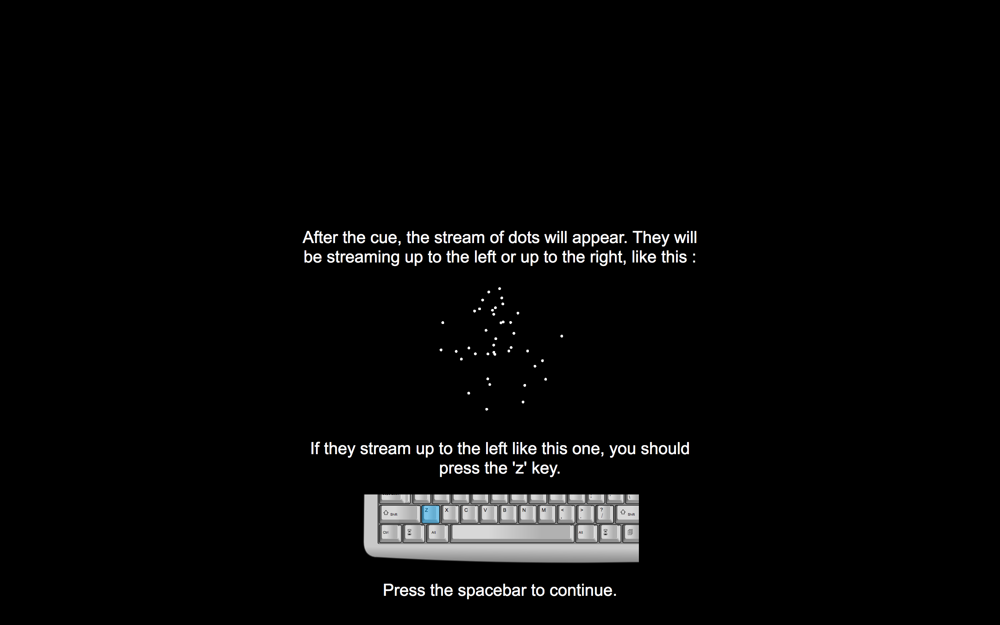 After the cue, the stream of dots will appear. They will
be streaming up to the left or up to the right, like this :
If they stream up to the left like this one, you should
press the 'z' key.
; ' \
Shift Z X C V B N M < , > . ? / Shift
Ctrl Alt Alt
Press the spacebar to continue.